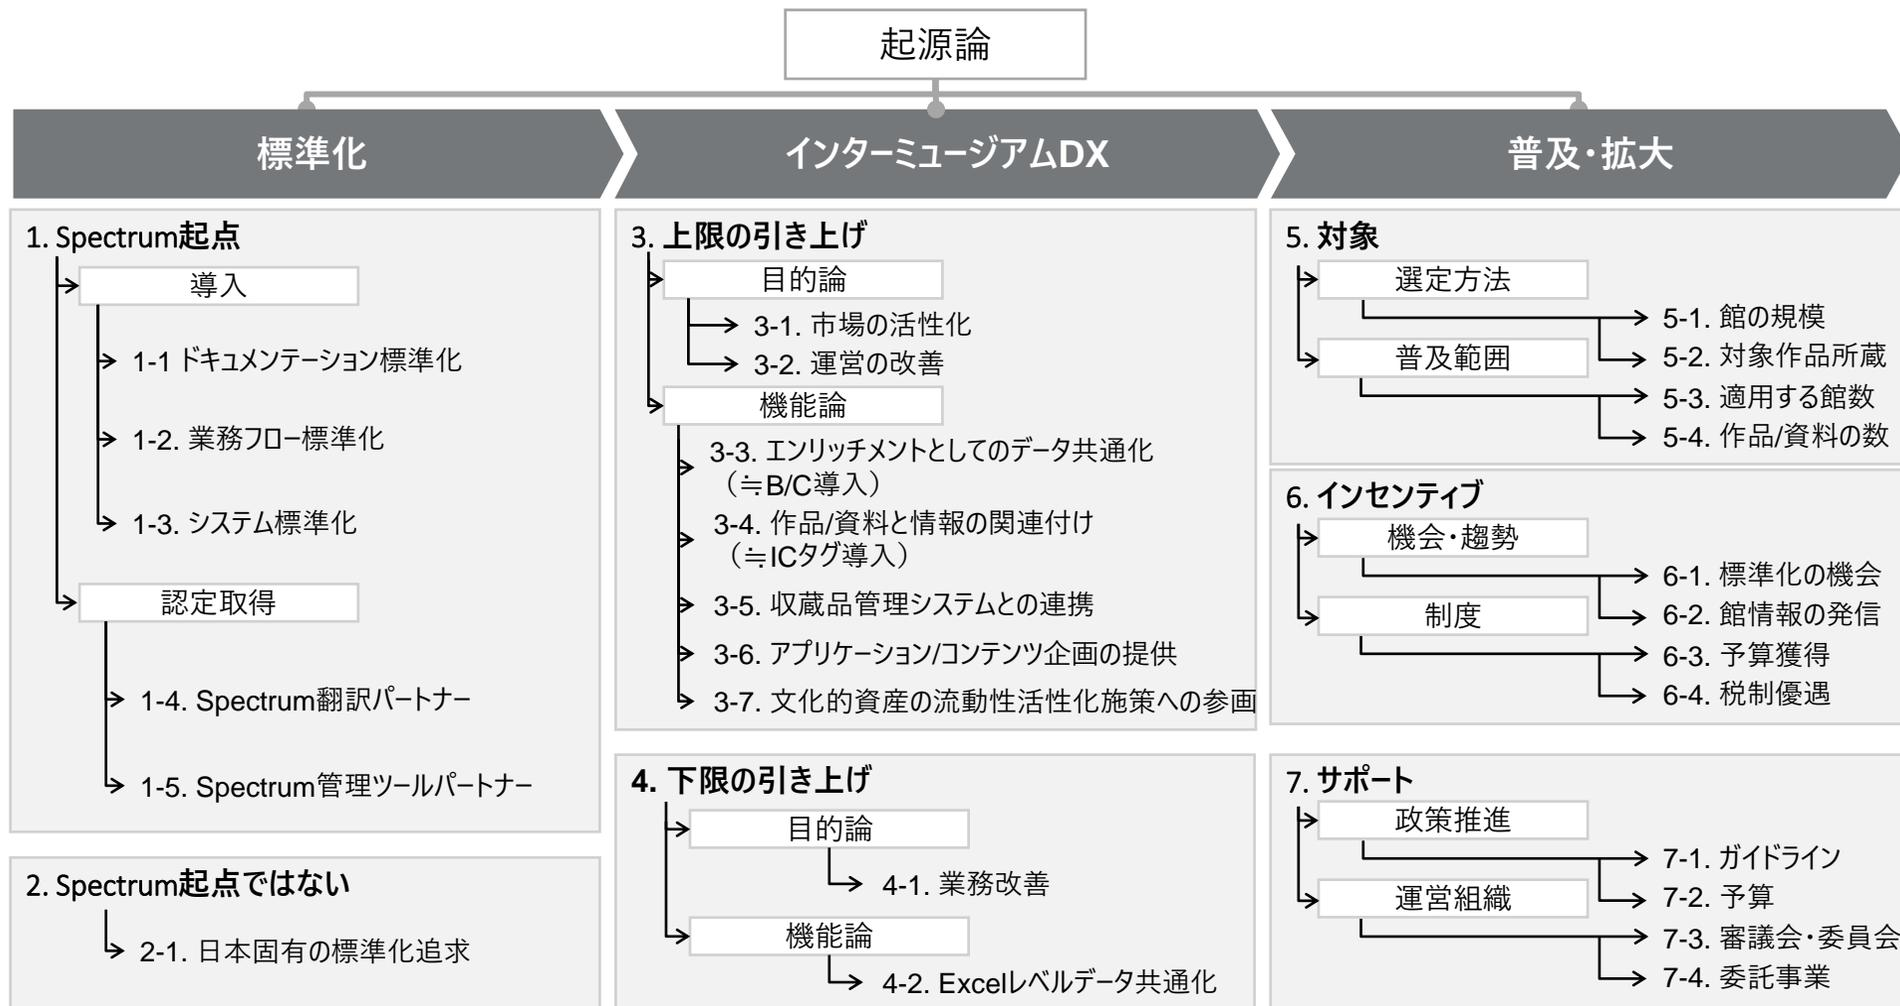 起源論
標準化
インターミュージアムDX
普及・拡大
1. Spectrum起点
導入
1-1 ドキュメンテーション標準化
1-2. 業務フロー標準化
1-3. システム標準化
認定取得
1-4. Spectrum翻訳パートナー
1-5. Spectrum管理ツールパートナー
2. Spectrum起点ではない
2-1. 日本固有の標準化追求
3. 上限の引き上げ
目的論
3-1. 市場の活性化
3-2. 運営の改善
機能論
3-3. エンリッチメントとしてのデータ共通化
（≒B/C導入）
3-4. 作品/資料と情報の関連付け
（≒ICタグ導入）
3-5. 収蔵品管理システムとの連携
3-6. アプリケーション/コンテンツ企画の提供
3-7. 文化的資産の流動性活性化施策への参画
4. 下限の引き上げ
目的論
4-1. 業務改善
機能論
4-2. Excelレベルデータ共通化
5. 対象
選定方法
5-1. 館の規模
5-2. 対象作品所蔵
普及範囲
5-3. 適用する館数
5-4. 作品/資料の数
6. インセンティブ
機会・趨勢
6-1. 標準化の機会
6-2. 館情報の発信
制度
6-3. 予算獲得
6-4. 税制優遇
7. サポート
政策推進
7-1. ガイドライン
7-2. 予算
運営組織
7-3. 審議会・委員会
7-4. 委託事業